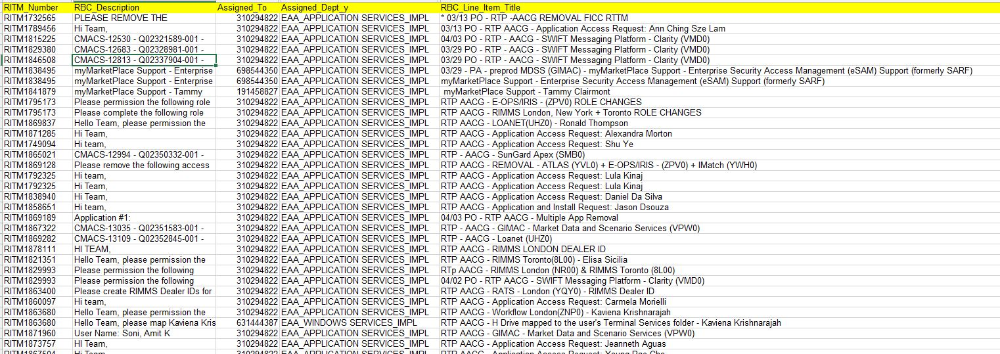 RITM_Number RBC_Description Assigned_To Assigned_Dept_y RBC_Line_Item_Title
RITM1732565 PLEASE REMOVE THE 310294822 EAA_APPLICATION SERVICES_IMPL * 03/13 PO - RTP -AACG REMOVAL FICC RTTM
RITM1789456 Hi Team, 310294822 EAA_APPLICATION SERVICES_IMPL 03/13 PO - RTP AACG - Application Access Request: Ann Ching Sze Lam
RITM1815225 CMACS-12530 - Q02321589-001 - 310294822 EAA_APPLICATION SERVICES_IMPL 04/03 PO - RTP - AACG - SWIFT Messaging Platform - Clarity (VMD0)
RITM1829380 CMACS-12683 - Q02328981-001 - 310294822 EAA_APPLICATION SERVICES_IMPL 03/29 PO - RTP - AACG - SWIFT Messaging Platform - Clarity (VMD0)
RITM1846508 CMACS-12813 - Q02337904-001 - 310294822 EAA_APPLICATION SERVICES_IMPL 03/29 PO - RTP - AACG - SWIFT Messaging Platform - Clarity (VMD0)
RITM1838495 myMarketPlace Support - Enterprise 698544350 EAA_APPLICATION SERVICES_IMPL 03/29 - PA - preprod MDSS (GIMAC) - myMarketPlace Support - Enterprise Security Access Management (eSAM) Support (formerly SARF)
RITM1838495 myMarketPlace Support - Enterprise 698544350 EAA_APPLICATION SERVICES_IMPL myMarketPlace Support - Enterprise Security Access Management (eSAM) Support (formerly SARF)
RITM1841879 myMarketPlace Support - Tammy 191458827 EAA_APPLICATION SERVICES_IMPL myMarketPlace Support - Tammy Clairmont
RITM1795173 Please permission the following role 310294822 EAA_APPLICATION SERVICES_IMPL RTP AACG - E-OPS/IRIS - (ZPV0) ROLE CHANGES
RITM1795173 Please complete the following role 310294822 EAA_APPLICATION SERVICES_IMPL RTP AACG - RIMMS London, New York + Toronto ROLE CHANGES
RITM1869837 Hello Team, please permission the 310294822 EAA_APPLICATION SERVICES_IMPL RTP AACG - LOANET(UHZ0) - Ronald Thompson
RITM1871285 Hi Team, 310294822 EAA_APPLICATION SERVICES_IMPL RTP AACG - Application Access Request: Alexandra Morton
RITM1749094 Hi team, 310294822 EAA_APPLICATION SERVICES_IMPL RTP AACG - Application Access Request: Shu Ye
RITM1865021 CMACS-12994 - Q02350332-001 - 310294822 EAA_APPLICATION SERVICES_IMPL RTP - AACG - SunGard Apex (SMB0)
RITM1869128 Please remove the following access 310294822 EAA_APPLICATION SERVICES_IMPL RTP AACG - REMOVAL - ATLAS (YVL0) + E-OPS/IRIS - (ZPV0) + IMatch (YWH0)
RITM1792325 Hi team, 310294822 EAA_APPLICATION SERVICES_IMPL RTP AACG - Application Access Request: Lula Kinaj
RITM1792325 Hi Team, 310294822 EAA_APPLICATION SERVICES_IMPL RTP AACG - Application Access Request: Lula Kinaj
RITM1838940 Hi Team, 310294822 EAA_APPLICATION SERVICES_IMPL RTP AACG - Application Access Request: Daniel Da Silva
RITM1858651 Hi team, 310294822 EAA_APPLICATION SERVICES_IMPL RTP AACG - Application and Install Request: Jason Dsouza
RITM1869189 Application #1: 310294822 EAA_APPLICATION SERVICES_IMPL 04/03 PO - RTP AACG - Multiple App Removal
RITM1867322 CMACS-13035 - Q02351583-001 - 310294822 EAA_APPLICATION SERVICES_IMPL RTP - AACG - GIMAC - Market Data and Scenario Services (VPW0)
RITM1869282 CMACS-13109 - Q02352845-001 - 310294822 EAA_APPLICATION SERVICES_IMPL RTP - AACG - Loanet (UHZ0)
RITM1878111 HI TEAM, 310294822 EAA_APPLICATION SERVICES_IMPL RTP AACG - RIMMS LONDON DEALER ID
RITM1821351 Hello Team, please permission the 310294822 EAA_APPLICATION SERVICES_IMPL RTP AACG - RIMMS Toronto(8L00) - Elisa Sicilia
RITM1829993 Please permission the following 310294822 EAA_APPLICATION SERVICES_IMPL RTp AACG - RIMMS London (NR00) & RIMMS Toronto (8L00)
RITM1829993 Please permission the following 310294822 EAA_APPLICATION SERVICES_IMPL 04/02 PO - RTP AACG - SWIFT Messaging Platform - Clarity (VMD0)
RITM1863400 Please create RIMMS Dealer IDs for 310294822 EAA_APPLICATION SERVICES_IMPL RTP AACG - RATS - London (YQY0) - RIMMS Dealer ID
RITM1860097 Hi team, 310294822 EAA_APPLICATION SERVICES_IMPL RTP AACG - Application Access Request: Carmela Morielli
RITM1863680 Hello Team, please permission the 310294822 EAA_APPLICATION SERVICES_IMPL RTP AACG - Workflow London(ZNP0) - Kaviena Krishnarajah
RITM1863680 Hello Team, please map Kaviena Kris 631444387 EAA_WINDOWS SERVICES_IMPL RTP AACG - H Drive mapped to the user's Terminal Services folder - Kaviena Krishnarajah
RITM1871960 User Name: Soni, Amit K 310294822 EAA_APPLICATION SERVICES_IMPL RTP AACG - GIMAC - Market Data and Scenario Services (VPW0)
RITM1873757 HI Team, 310294822 EAA_APPLICATION SERVICES_IMPL RTP AACG - Application Access Request: Jeanneth Aguas
RITM1867504 Hi Team, 310294822 EAA_APPLICATION SERVICES_IMPL RTP AACG - Application Access Request: Young Rae Cho